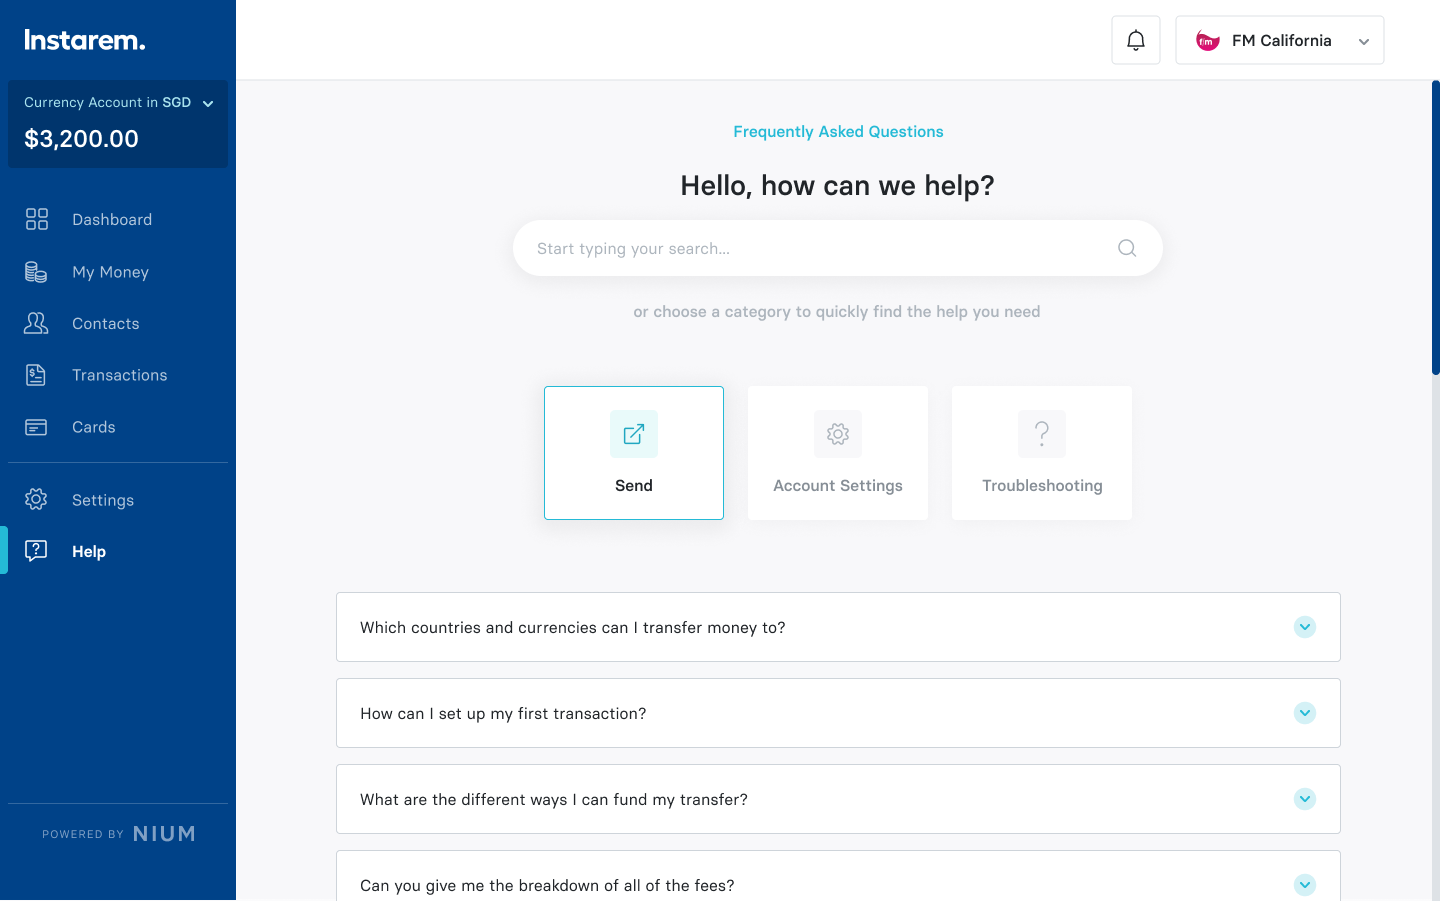 Instarem.
Currency Account in SGD
$3,200.00
Dashboard
My Money
Contacts
Transactions
Cards
Settings
Help
POWERED BY NIUM
fm FM California
Frequently Asked Questions
Hello, how can we help?
Start typing your search...
or choose a category to quickly find the help you need
Send
Account Settings
Troubleshooting
Which countries and currencies can I transfer money to?
How can I set up my first transaction?
What are the different ways I can fund my transfer?
Can you give me the breakdown of all of the fees?